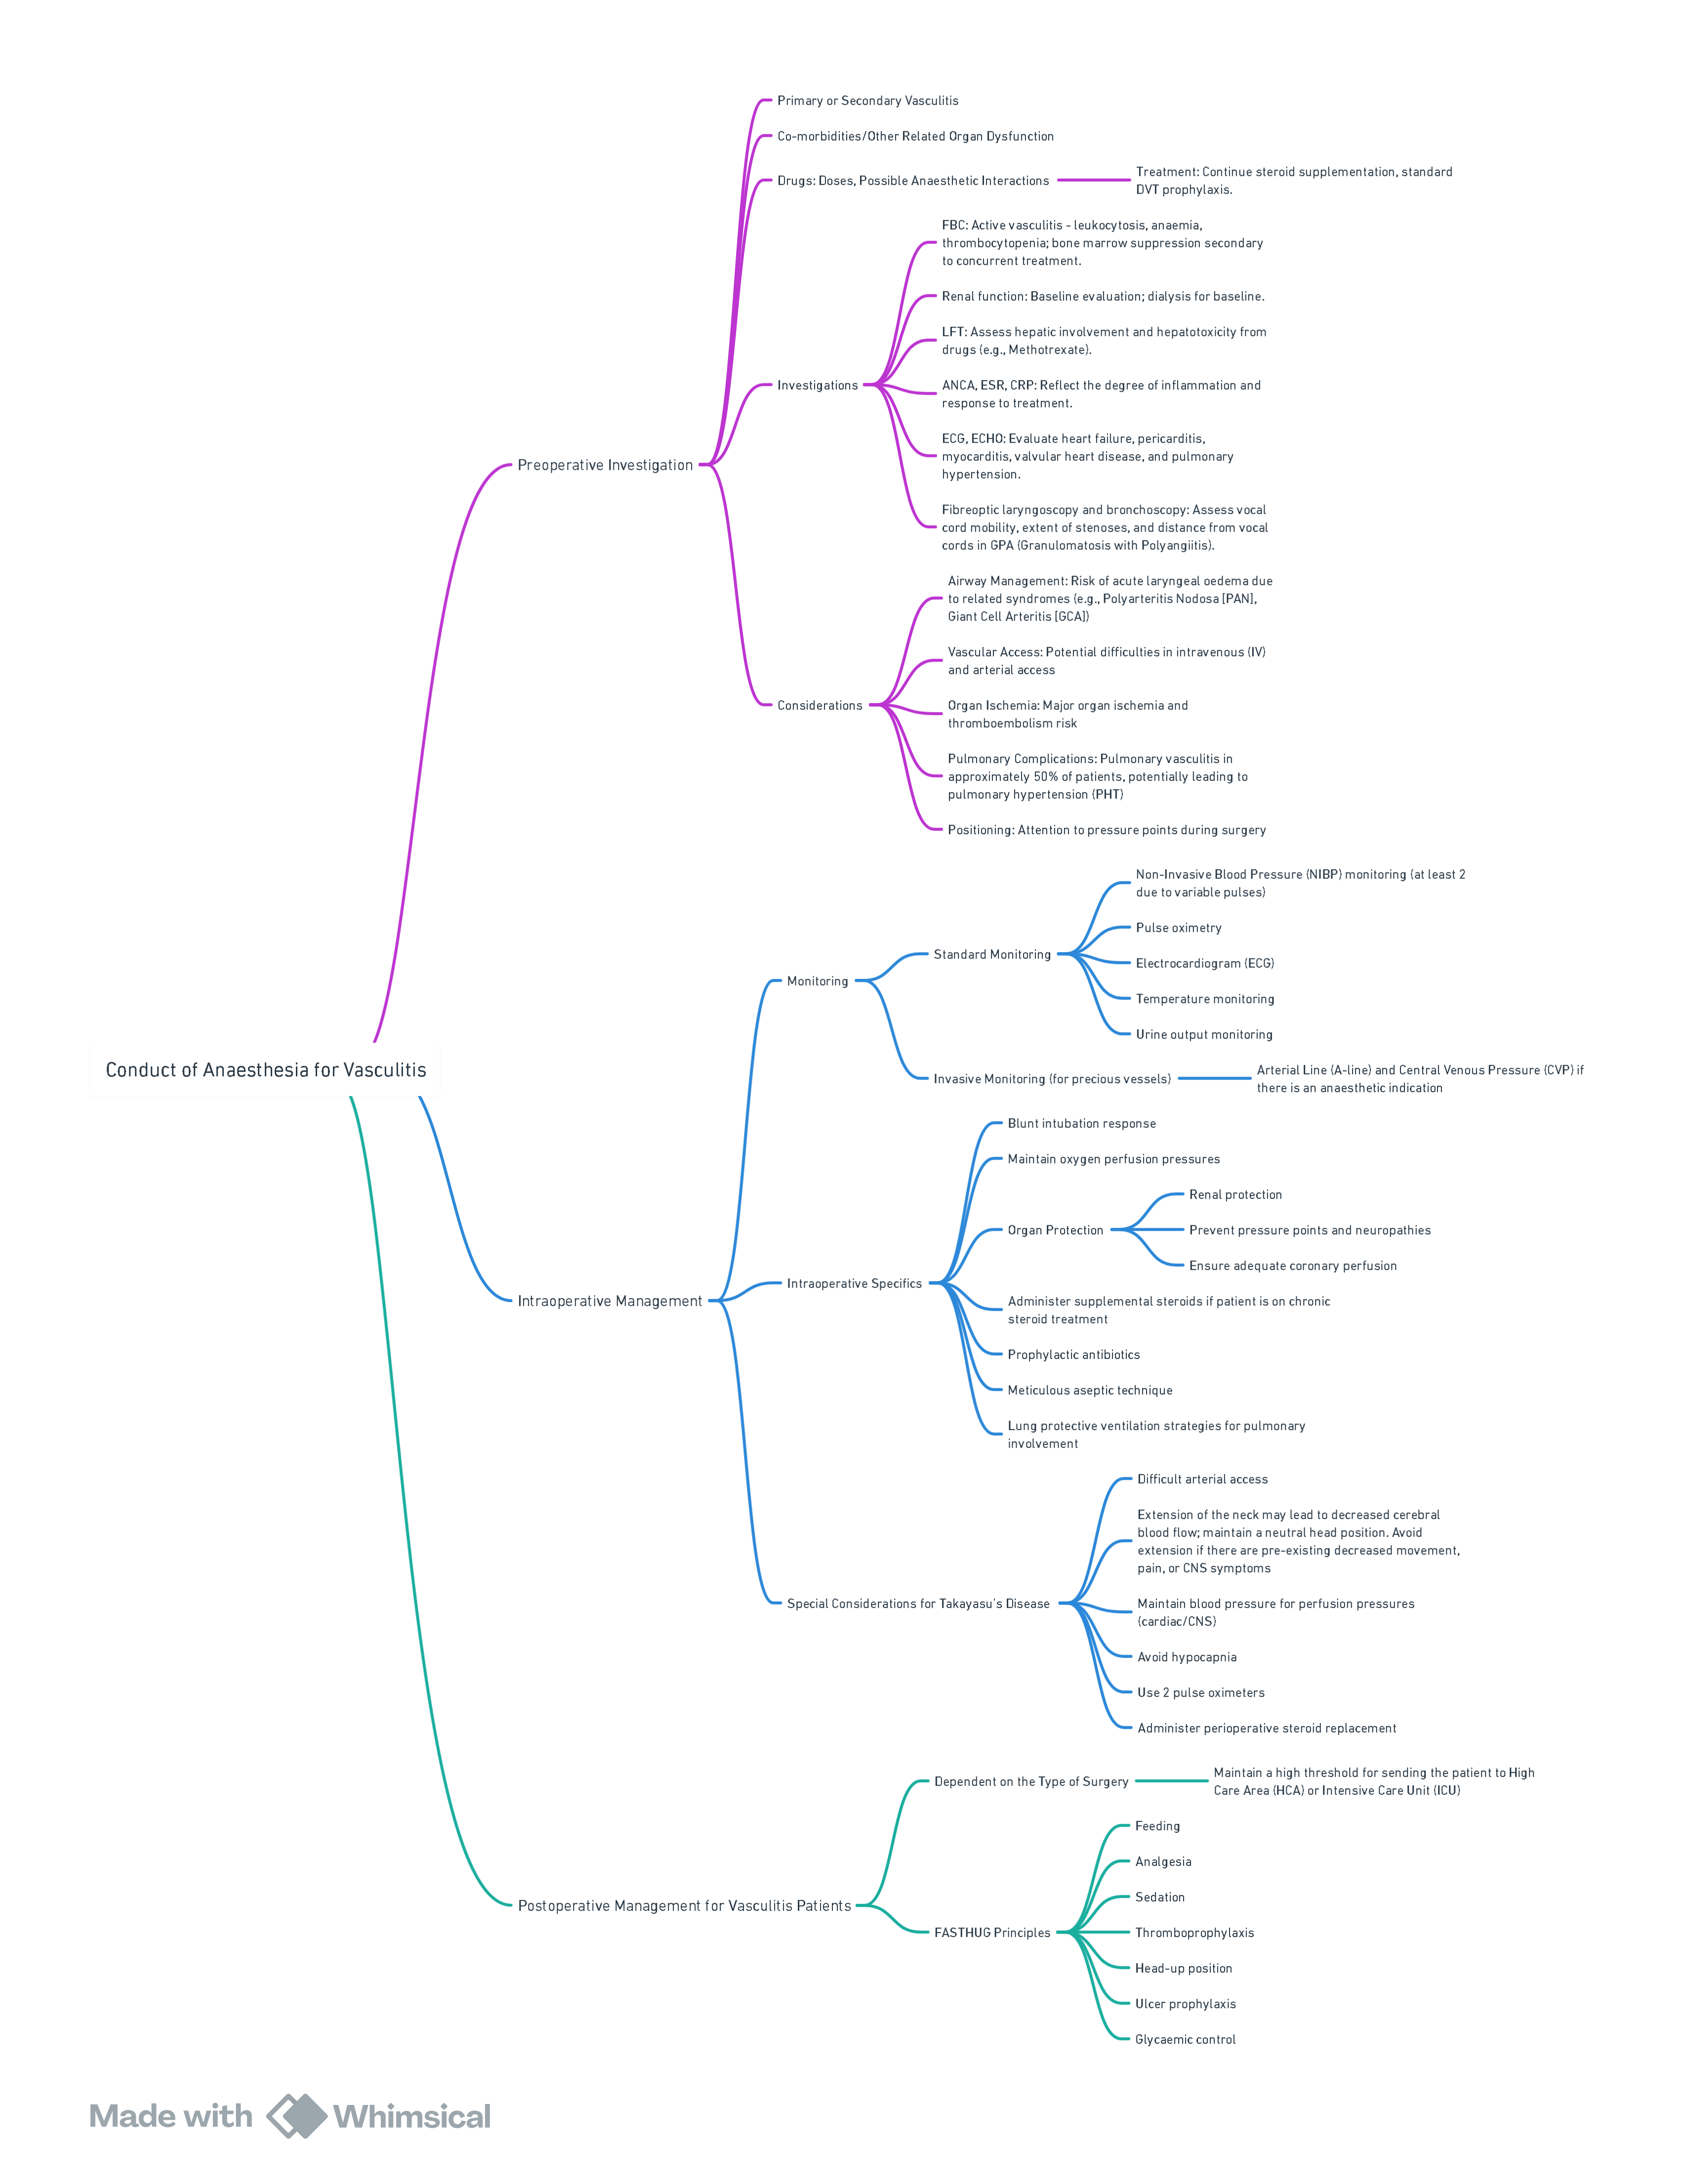 Conduct of Anaesthesia for Vasculitis
Preoperative Investigation
Primary or Secondary Vasculitis
Co-morbidities/Other Related Organ Dysfunction
Drugs: Doses, Possible Anaesthetic Interactions
Treatment: Continue steroid supplementation, standard
DVT prophylaxis.
Investigations
FBC: Active vasculitis - leukocytosis, anaemia,
thrombocytopenia; bone marrow suppression secondary
to concurrent treatment.
Renal function: Baseline evaluation; dialysis for baseline.
LFT: Assess hepatic involvement and hepatotoxicity from
drugs (e.g., Methotrexate).
ANCA, ESR, CRP: Reflect the degree of inflammation and
response to treatment.
ECG, ECHO: Evaluate heart failure, pericarditis,
myocarditis, valvular heart disease, and pulmonary
hypertension.
Fibreoptic laryngoscopy and bronchoscopy: Assess vocal
cord mobility, extent of stenoses, and distance from vocal
cords in GPA (Granulomatosis with Polyangiitis).
Considerations
Airway Management: Risk of acute laryngeal oedema due
to related syndromes (e.g., Polyarteritis Nodosa [PAN],
Giant Cell Arteritis [GCA])
Vascular Access: Potential difficulties in intravenous (IV)
and arterial access
Organ Ischemia: Major organ ischemia and
thromboembolism risk
Pulmonary Complications: Pulmonary vasculitis in
approximately 50% of patients, potentially leading to
pulmonary hypertension (PHT)
Positioning: Attention to pressure points during surgery
Intraoperative Management
Monitoring
Standard Monitoring
Non-Invasive Blood Pressure (NIBP) monitoring (at least 2
due to variable pulses)
Pulse oximetry
Electrocardiogram (ECG)
Temperature monitoring
Urine output monitoring
Invasive Monitoring (for precious vessels)
Arterial Line (A-line) and Central Venous Pressure (CVP) if
there is an anaesthetic indication
Intraoperative Specifics
Blunt intubation response
Maintain oxygen perfusion pressures
Organ Protection
Renal protection
Prevent pressure points and neuropathies
Ensure adequate coronary perfusion
Administer supplemental steroids if patient is on chronic
steroid treatment
Prophylactic antibiotics
Meticulous aseptic technique
Lung protective ventilation strategies for pulmonary
involvement
Special Considerations for Takayasu's Disease
Difficult arterial access
Extension of the neck may lead to decreased cerebral
blood flow; maintain a neutral head position. Avoid
extension if there are pre-existing decreased movement,
pain, or CNS symptoms
Maintain blood pressure for perfusion pressures
(cardiac/CNS)
Avoid hypocapnia
Use 2 pulse oximeters
Administer perioperative steroid replacement
Postoperative Management for Vasculitis Patients
Dependent on the Type of Surgery
Maintain a high threshold for sending the patient to High
Care Area (HCA) or Intensive Care Unit (ICU)
FASTHUG Principles
Feeding
Analgesia
Sedation
Thromboprophylaxis
Head-up position
Ulcer prophylaxis
Glycaemic control
Made with Whimsical